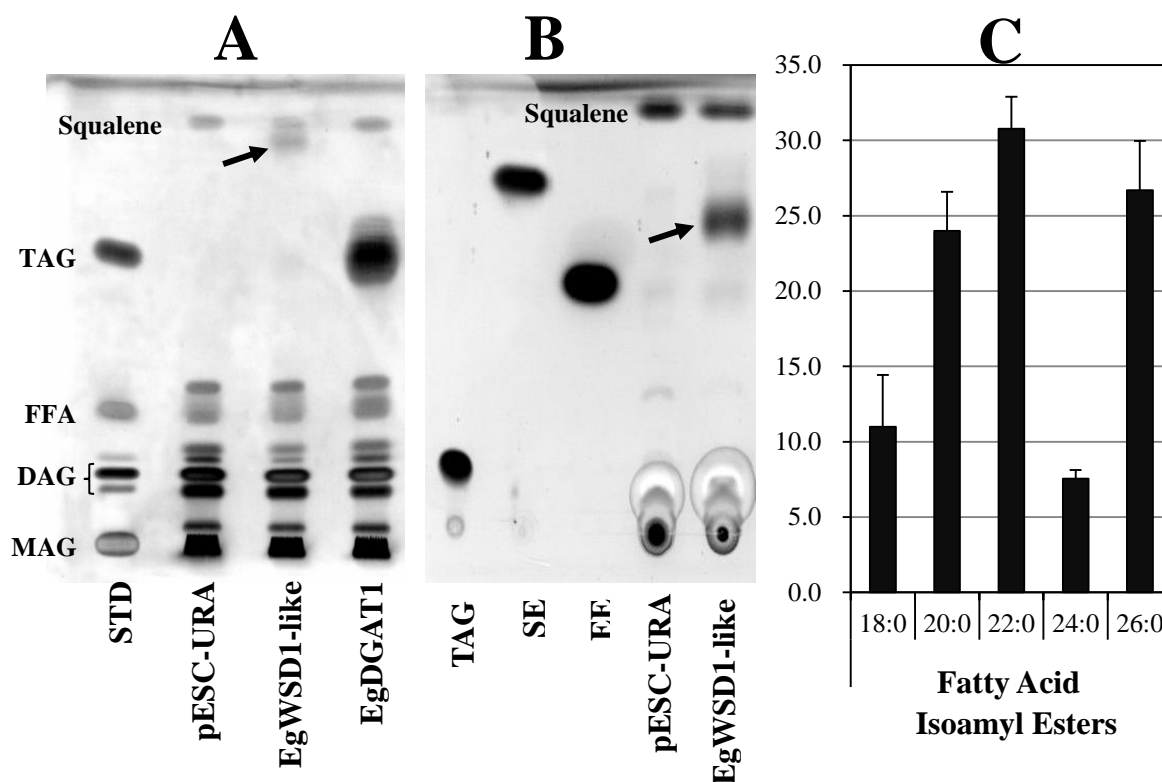 A
Squalene
TAG
FFA
DAG
MAG
STD
pESC-URA
EgWSD1-like
EgDGAT1
B
Squalene
TAG
SE
EE
pESC-URA
EgWSD1-like
C
35.0
30.0
25.0
20.0
15.0
10.0
5.0
0.0
18:0 20:0 22:0 24:0 26:0
Fatty Acid
Isoamyl Esters